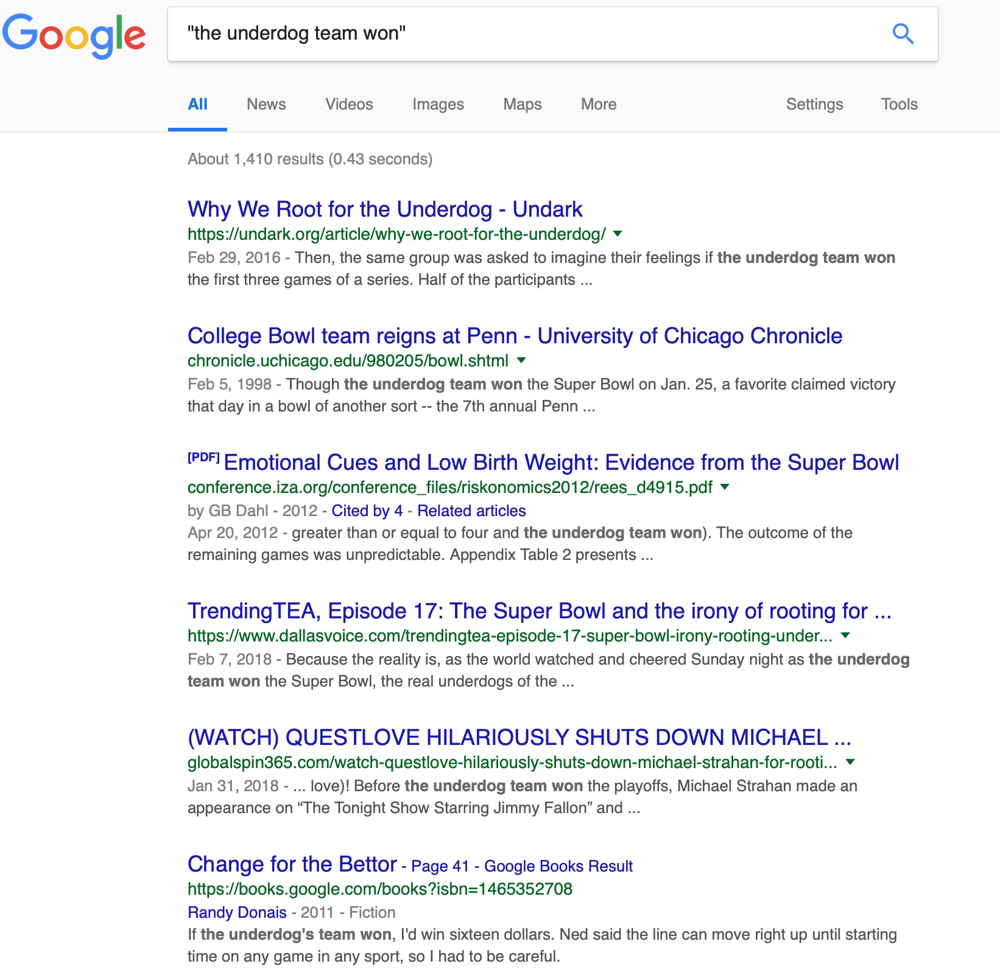 Google
"the underdog team won"
All News Videos Images Maps More Settings Tools
About 1,410 results (0.43 seconds)
Why We Root for the Underdog - Undark
https://undark.org/article/why-we-root-for-the-underdog/
Feb 29, 2016 - Then, the same group was asked to imagine their feelings if the underdog team won
the first three games of a series. Half of the participants ...
College Bowl team reigns at Penn - University of Chicago Chronicle
chronicle.uchicago.edu/980205/bowl.shtml
Feb 5, 1998 - Though the underdog team won the Super Bowl on Jan. 25, a favorite claimed victory
that day in a bowl of another sort -- the 7th annual Penn ...
[PDF] Emotional Cues and Low Birth Weight: Evidence from the Super Bowl
conference.iza.org/conference_files/riskonomics2012/rees_d4915.pdf
by GB Dahl - 2012 - Cited by 4 - Related articles
Apr 20, 2012 - greater than or equal to four and the underdog team won). The outcome of the
remaining games was unpredictable. Appendix Table 2 presents ...
TrendingTEA, Episode 17: The Super Bowl and the irony of rooting for ...
https://www.dallasvoice.com/trendingtea-episode-17-super-bowl-irony-rooting-under...
Feb 7, 2018 - Because the reality is, as the world watched and cheered Sunday night as the underdog
team won the Super Bowl, the real underdogs of the ...
(WATCH) QUESTLOVE HILARIOUSLY SHUTS DOWN MICHAEL ...
globalspin365.com/watch-questlove-hilariously-shuts-down-michael-strahan-for-rooti...
Jan 31, 2018 - ... love)! Before the underdog team won the playoffs, Michael Strahan made an
appearance on “The Tonight Show Starring Jimmy Fallon” and ...
Change for the Bettor - Page 41 - Google Books Result
https://books.google.com/books?isbn=1465352708
Randy Donais - 2011 - Fiction
If the underdog's team won, I'd win sixteen dollars. Ned said the line can move right up until starting
time on any game in any sport, so I had to be careful.